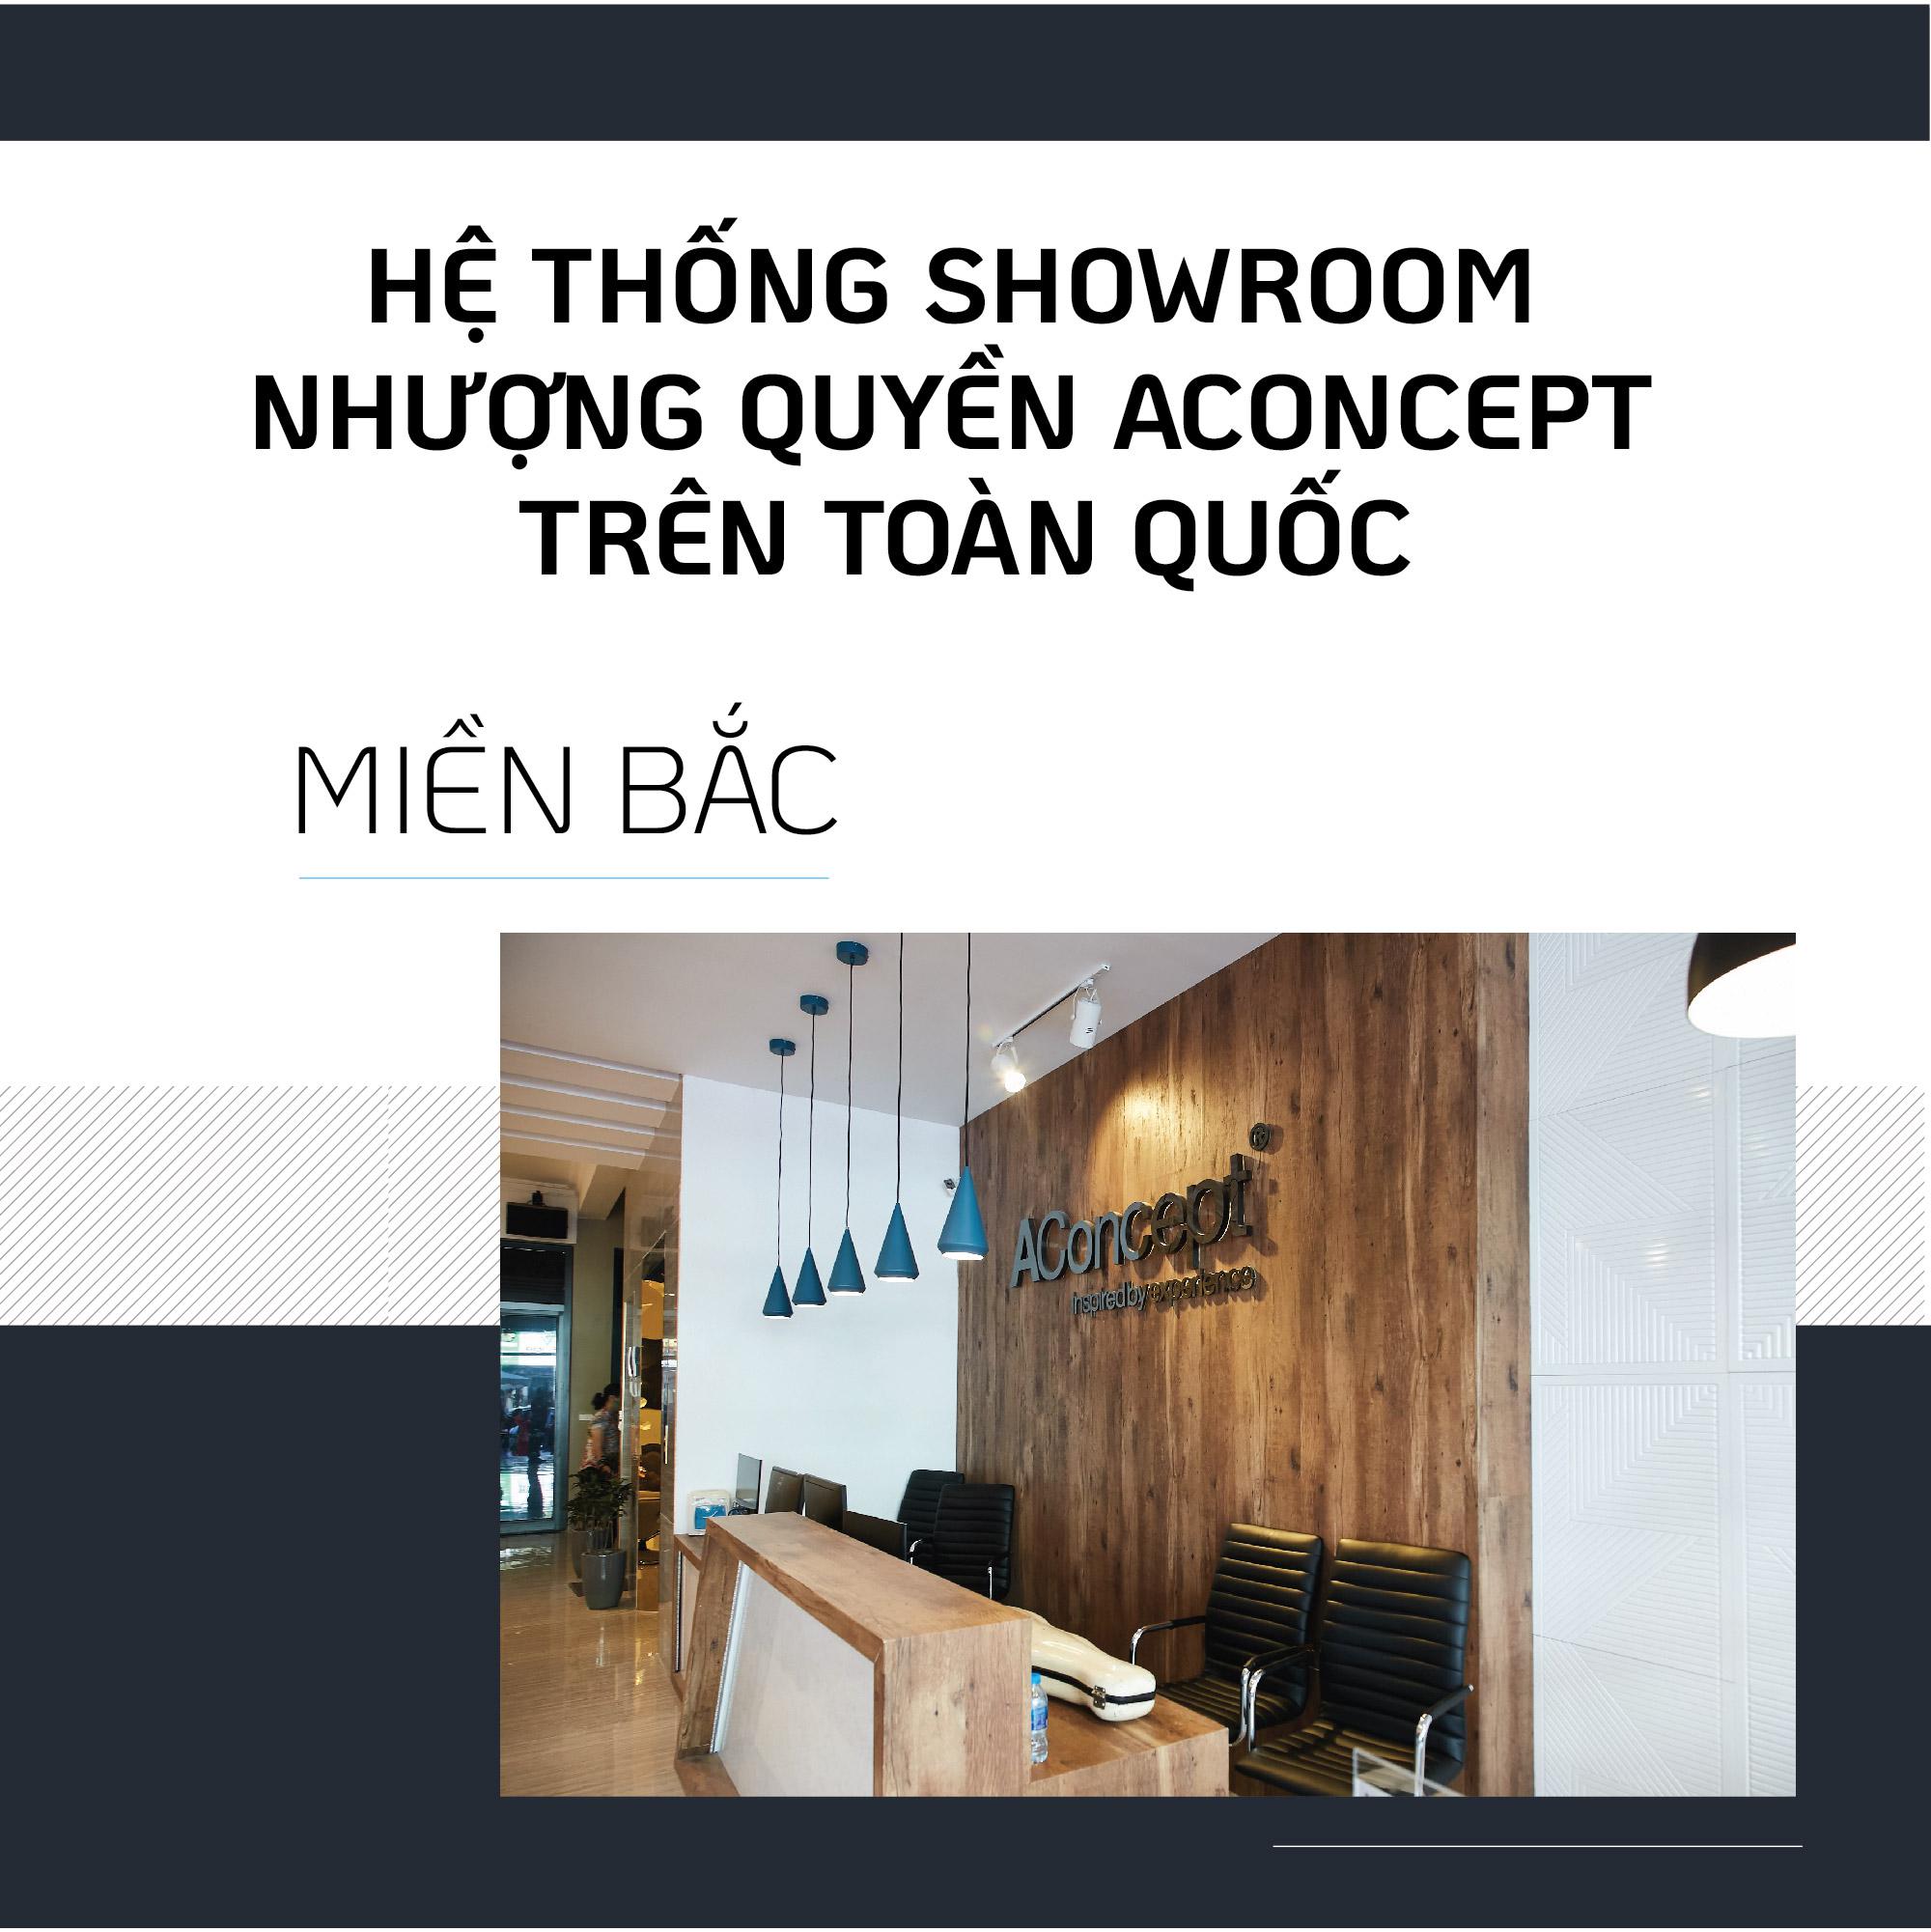 HỆ THỐNG SHOWROOM
NHƯỢNG QUYỀN ACONCEPT
TRÊN TOÀN QUỐC
MIỀN BẮC
AConcept®
inspired by experience